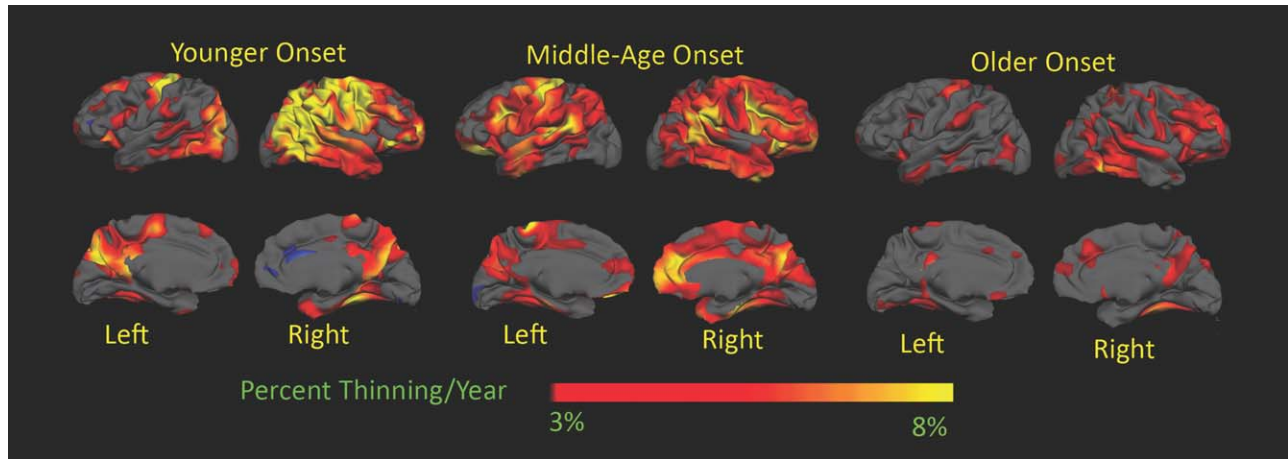 Younger Onset
Middle-Age Onset
Older Onset
Left
Right
Left
Right
Left
Right
Percent Thinning/Year
3%
8%